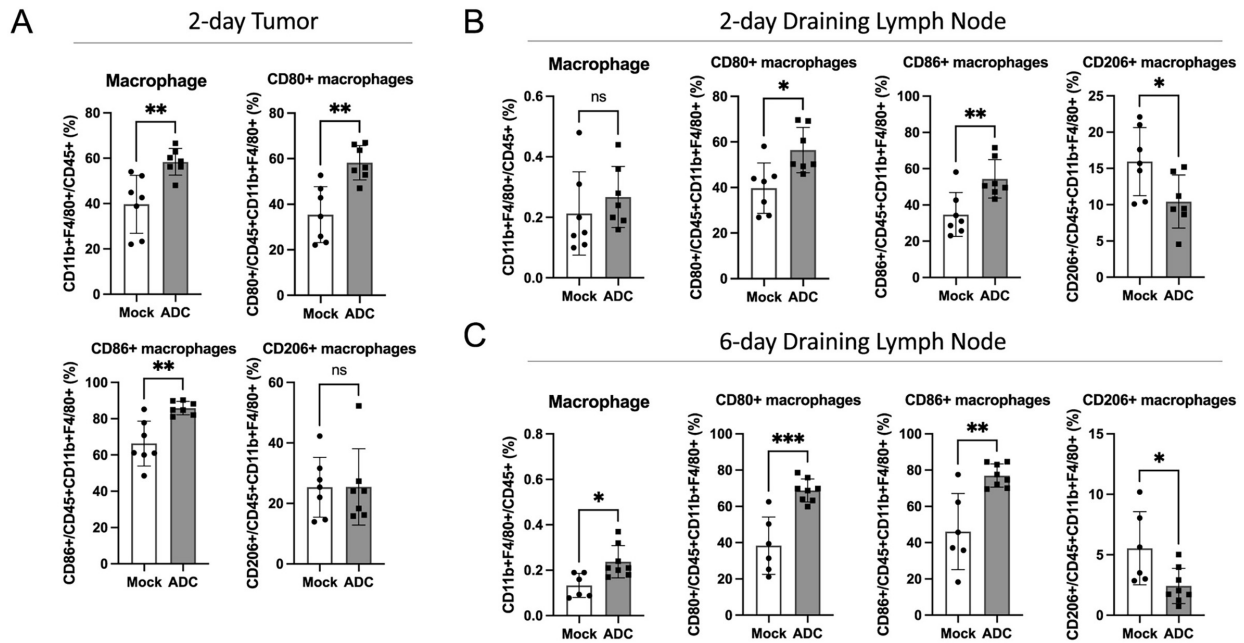 A
2-day Tumor
Macrophage
CD11b+F4/80+/CD45+ (%)
80
60
40
20
0
**
Mock ADC
CD80+ macrophages
CD80+/CD45+CD11b+F4/80+ (%)
80
60
40
20
0
**
Mock ADC
CD86+ macrophages
CD86+/CD45+CD11b+F4/80+ (%)
100
80
60
40
20
0
**
Mock ADC
CD206+ macrophages
CD206+/CD45+CD11b+F4/80+ (%)
60
40
20
0
ns
Mock ADC
B
2-day Draining Lymph Node
Macrophage
CD11b+F4/80+/CD45+ (%)
0.6
0.4
0.2
0.0
ns
Mock ADC
CD80+ macrophages
CD80+/CD45+CD11b+F4/80+ (%)
100
80
60
40
20
0
*
Mock ADC
CD86+ macrophages
CD86+/CD45+CD11b+F4/80+ (%)
100
80
60
40
20
0
**
Mock ADC
CD206+ macrophages
CD206+/CD45+CD11b+F4/80+ (%)
25
20
15
10
5
0
*
Mock ADC
C
6-day Draining Lymph Node
Macrophage
CD11b+F4/80+/CD45+ (%)
0.8
0.6
0.4
0.2
0.0
*
Mock ADC
CD80+ macrophages
CD80+/CD45+CD11b+F4/80+ (%)
100
80
60
40
20
0
***
Mock ADC
CD86+ macrophages
CD86+/CD45+CD11b+F4/80+ (%)
100
80
60
40
20
0
**
Mock ADC
CD206+ macrophages
CD206+/CD45+CD11b+F4/80+ (%)
15
10
5
0
*
Mock ADC